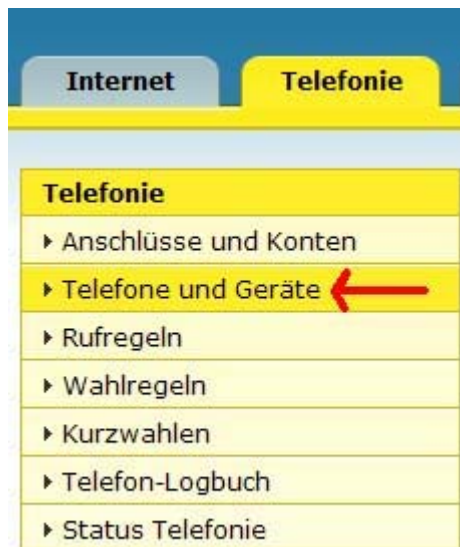 Internet Telefonie
Telefonie
Anschlüsse und Konten
Telefone und Geräte
Rufregeln
Wahlregeln
Kurzwahlen
Telefon-Logbuch
Status Telefonie